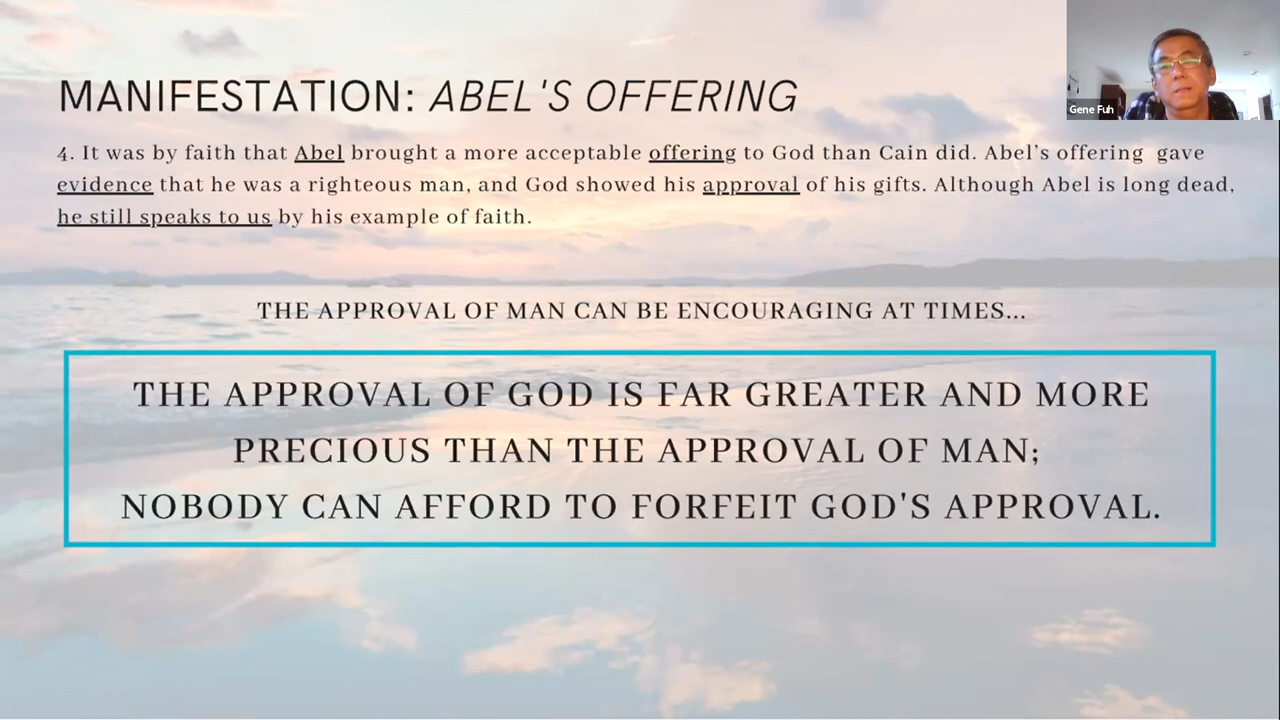 MANIFESTATION: ABEL'S OFFERING
Gene Fuh
4. It was by faith that Abel brought a more acceptable offering to God than Cain did. Abel’s offering gave
evidence that he was a righteous man, and God showed his approval of his gifts. Although Abel is long dead,
he still speaks to us by his example of faith.
THE APPROVAL OF MAN CAN BE ENCOURAGING AT TIMES...
THE APPROVAL OF GOD IS FAR GREATER AND MORE
PRECIOUS THAN THE APPROVAL OF MAN;
NOBODY CAN AFFORD TO FORFEIT GOD'S APPROVAL.